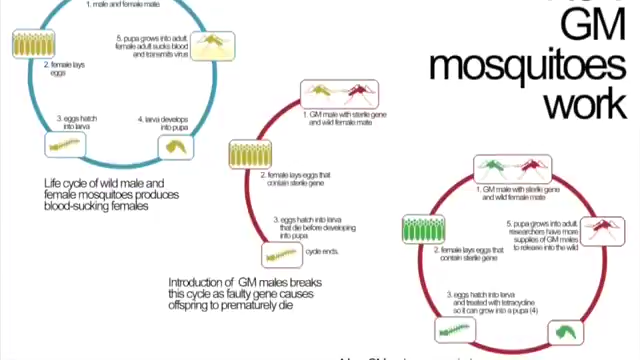 GM
mosquitoes
work
1. male and female mate
5. pupa grows into adult,
female adult sucks blood
and transmits virus
2. female lays
eggs
3. eggs hatch
into larva
4. larva develops
into pupa
Life cycle of wild male and
female mosquitoes produces
blood-sucking females
1. GM male with sterile gene
and wild female mate
2. female lays eggs that
contain sterile gene
3. eggs hatch into larva
that die before developing
into pupa
cycle ends.
Introduction of GM males breaks
this cycle as faulty gene causes
offspring to prematurely die
1. GM male with sterile gene
and wild female mate
5. pupa grows into adult,
researchers have more
supplies of GM males
to release into the wild
2. female lays eggs that
contain sterile gene
3. eggs hatch into larva
and treated with tetracycline
so it can grow into a pupa (4)